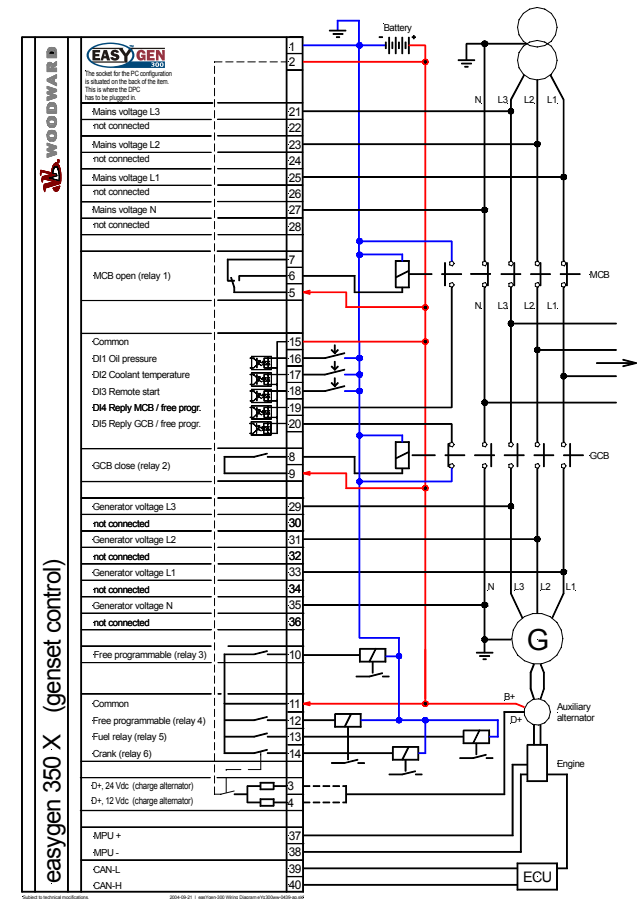 WOODWARD
easygen 350 X (genset control)
EASYGEN
300
The socket for the PC configuration
is situated on the back of the item.
This is where the DPC
has to be plugged in.
1
2
Battery
Mains voltage L3 21
not connected 22
Mains voltage L2 23
not connected 24
Mains voltage L1 25
not connected 26
Mains voltage N 27
not connected 28
N L3 L2 L1
7
MCB open (relay 1) 6
5
MCB
N L3 L2 L1
Common 15
DI1 Oil pressure 16
DI2 Coolant temperature 17
DI3 Remote start 18
DI4 Reply MCB / free progr. 19
DI5 Reply GCB / free progr. 20
GCB close (relay 2) 8
9
GCB
Generator voltage L3 29
not connected 30
Generator voltage L2 31
not connected 32
Generator voltage L1 33
not connected 34
Generator voltage N 35
not connected 36
N L3 L2 L1
G
Free programmable (relay 3) 10
Common 11
Free programmable (relay 4) 12
Fuel relay (relay 5) 13
Crank (relay 6) 14
B+
D+
Auxiliary
alternator
Engine
D+, 24 Vdc (charge alternator) 3
D+, 12 Vdc (charge alternator) 4
MPU + 37
MPU - 38
CAN-L 39
CAN-H 40
ECU
Subject to technical modifications.
2004-09-21 | easYgen-300 Wiring Diagram